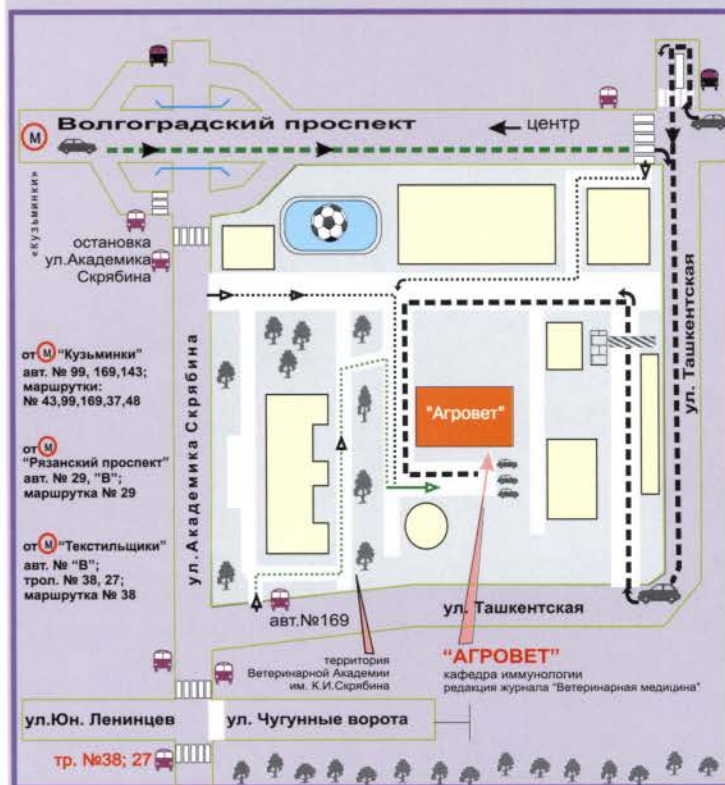 М
Волгоградский проспект
центр
«Кузьминки»
остановка
ул.Академика
Скрябина
ул. Ташкентская
от М "Кузьминки"
авт. № 99, 169,143;
маршрутки:
№ 43,99,169,37,48
от М
"Рязанский проспект"
авт. № 29, "В";
маршрутка № 29
от М "Текстильщики"
авт. № "В";
трол. № 38, 27;
маршрутка № 38
ул.Академика Скрябина
"Агровет"
авт.№169
ул. Ташкентская
территория
Ветеринарной Академии
им. К.И.Скрябина
"АГРОВЕТ"
кафедра иммунологии
редакция журнала "Ветеринарная медицина"
ул.Юн. Ленинцев
ул. Чугунные ворота
тр. №38; 27